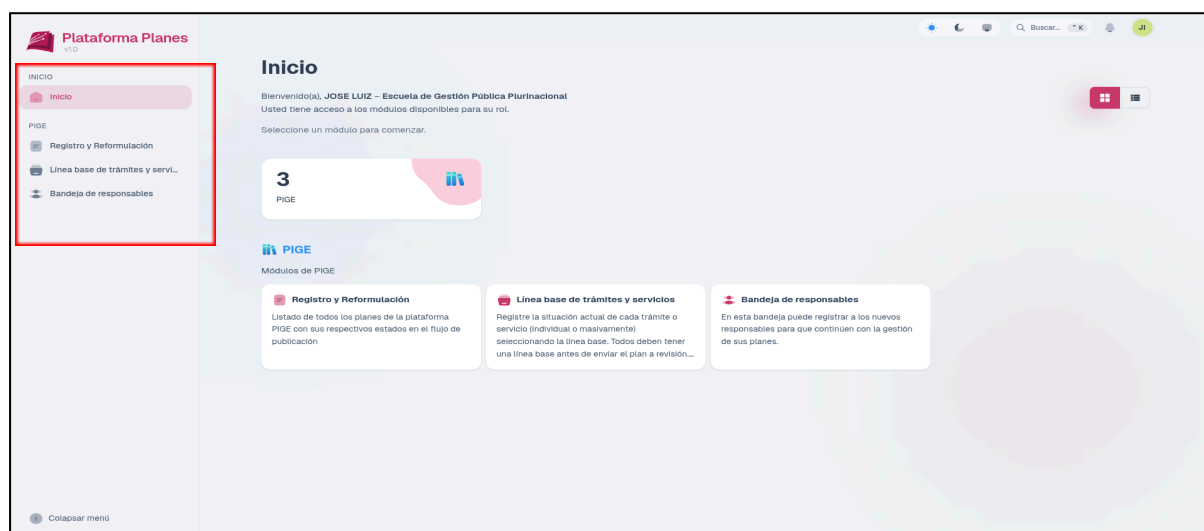 Plataforma Planes
v1.0
INICIO
Inicio
PIGE
Registro y Reformulación
Línea base de trámites y servi...
Bandeja de responsables
Colapsar menú
Buscar... ^ K
JI
Inicio
Bienvenido(a), JOSE LUIZ – Escuela de Gestión Pública Plurinacional
Usted tiene acceso a los módulos disponibles para su rol.
Seleccione un módulo para comenzar.
3
PIGE
PIGE
Módulos de PIGE
Registro y Reformulación
Listado de todos los planes de la plataforma
PIGE con sus respectivos estados en el flujo de
publicación
Línea base de trámites y servicios
Registre la situación actual de cada trámite o
servicio (individual o masivamente)
seleccionando la línea base. Todos deben tener
una línea base antes de enviar el plan a revisión....
Bandeja de responsables
En esta bandeja puede registrar a los nuevos
responsables para que continúen con la gestión
de sus planes.